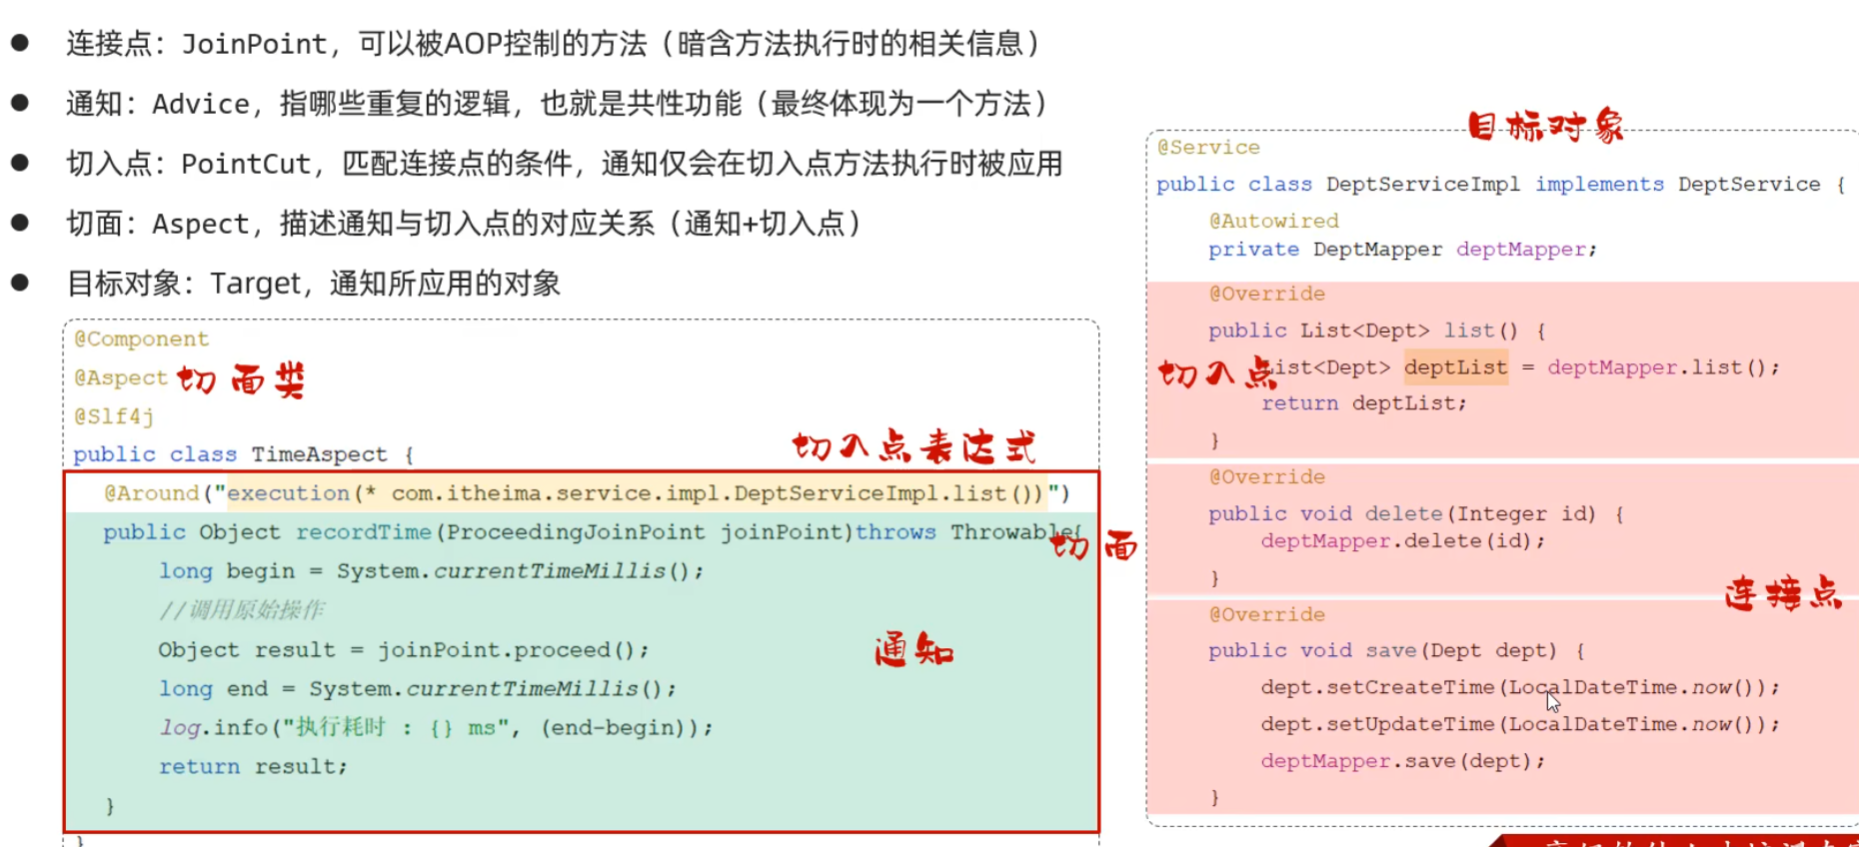 ● 连接点：JoinPoint，可以被AOP控制的方法（暗含方法执行时的相关信息）
● 通知：Advice，指哪些重复的逻辑，也就是共性功能（最终体现为一个方法）
● 切入点：PointCut，匹配连接点的条件，通知仅会在切入点方法执行时被应用
● 切面：Aspect，描述通知与切入点的对应关系（通知+切入点）
● 目标对象：Target，通知所应用的对象
@Component
@Aspect 切面类
@Slf4j
public class TimeAspect {
切入点表达式
@Around("execution(* com.itheima.service.impl.DeptServiceImpl.list())")
public Object recordTime(ProceedingJoinPoint joinPoint)throws Throwable{
切面
long begin = System.currentTimeMillis();
//调用原始操作
Object result = joinPoint.proceed();
通知
long end = System.currentTimeMillis();
log.info("执行耗时 : {} ms", (end-begin));
return result;
}
}
目标对象
@Service
public class DeptServiceImpl implements DeptService {
@Autowired
private DeptMapper deptMapper;
@Override
public List<Dept> list() {
切入点
List<Dept> deptList = deptMapper.list();
return deptList;
}
@Override
public void delete(Integer id) {
deptMapper.delete(id);
}
连接点
@Override
public void save(Dept dept) {
dept.setCreateTime(LocalDateTime.now());
dept.setUpdateTime(LocalDateTime.now());
deptMapper.save(dept);
}